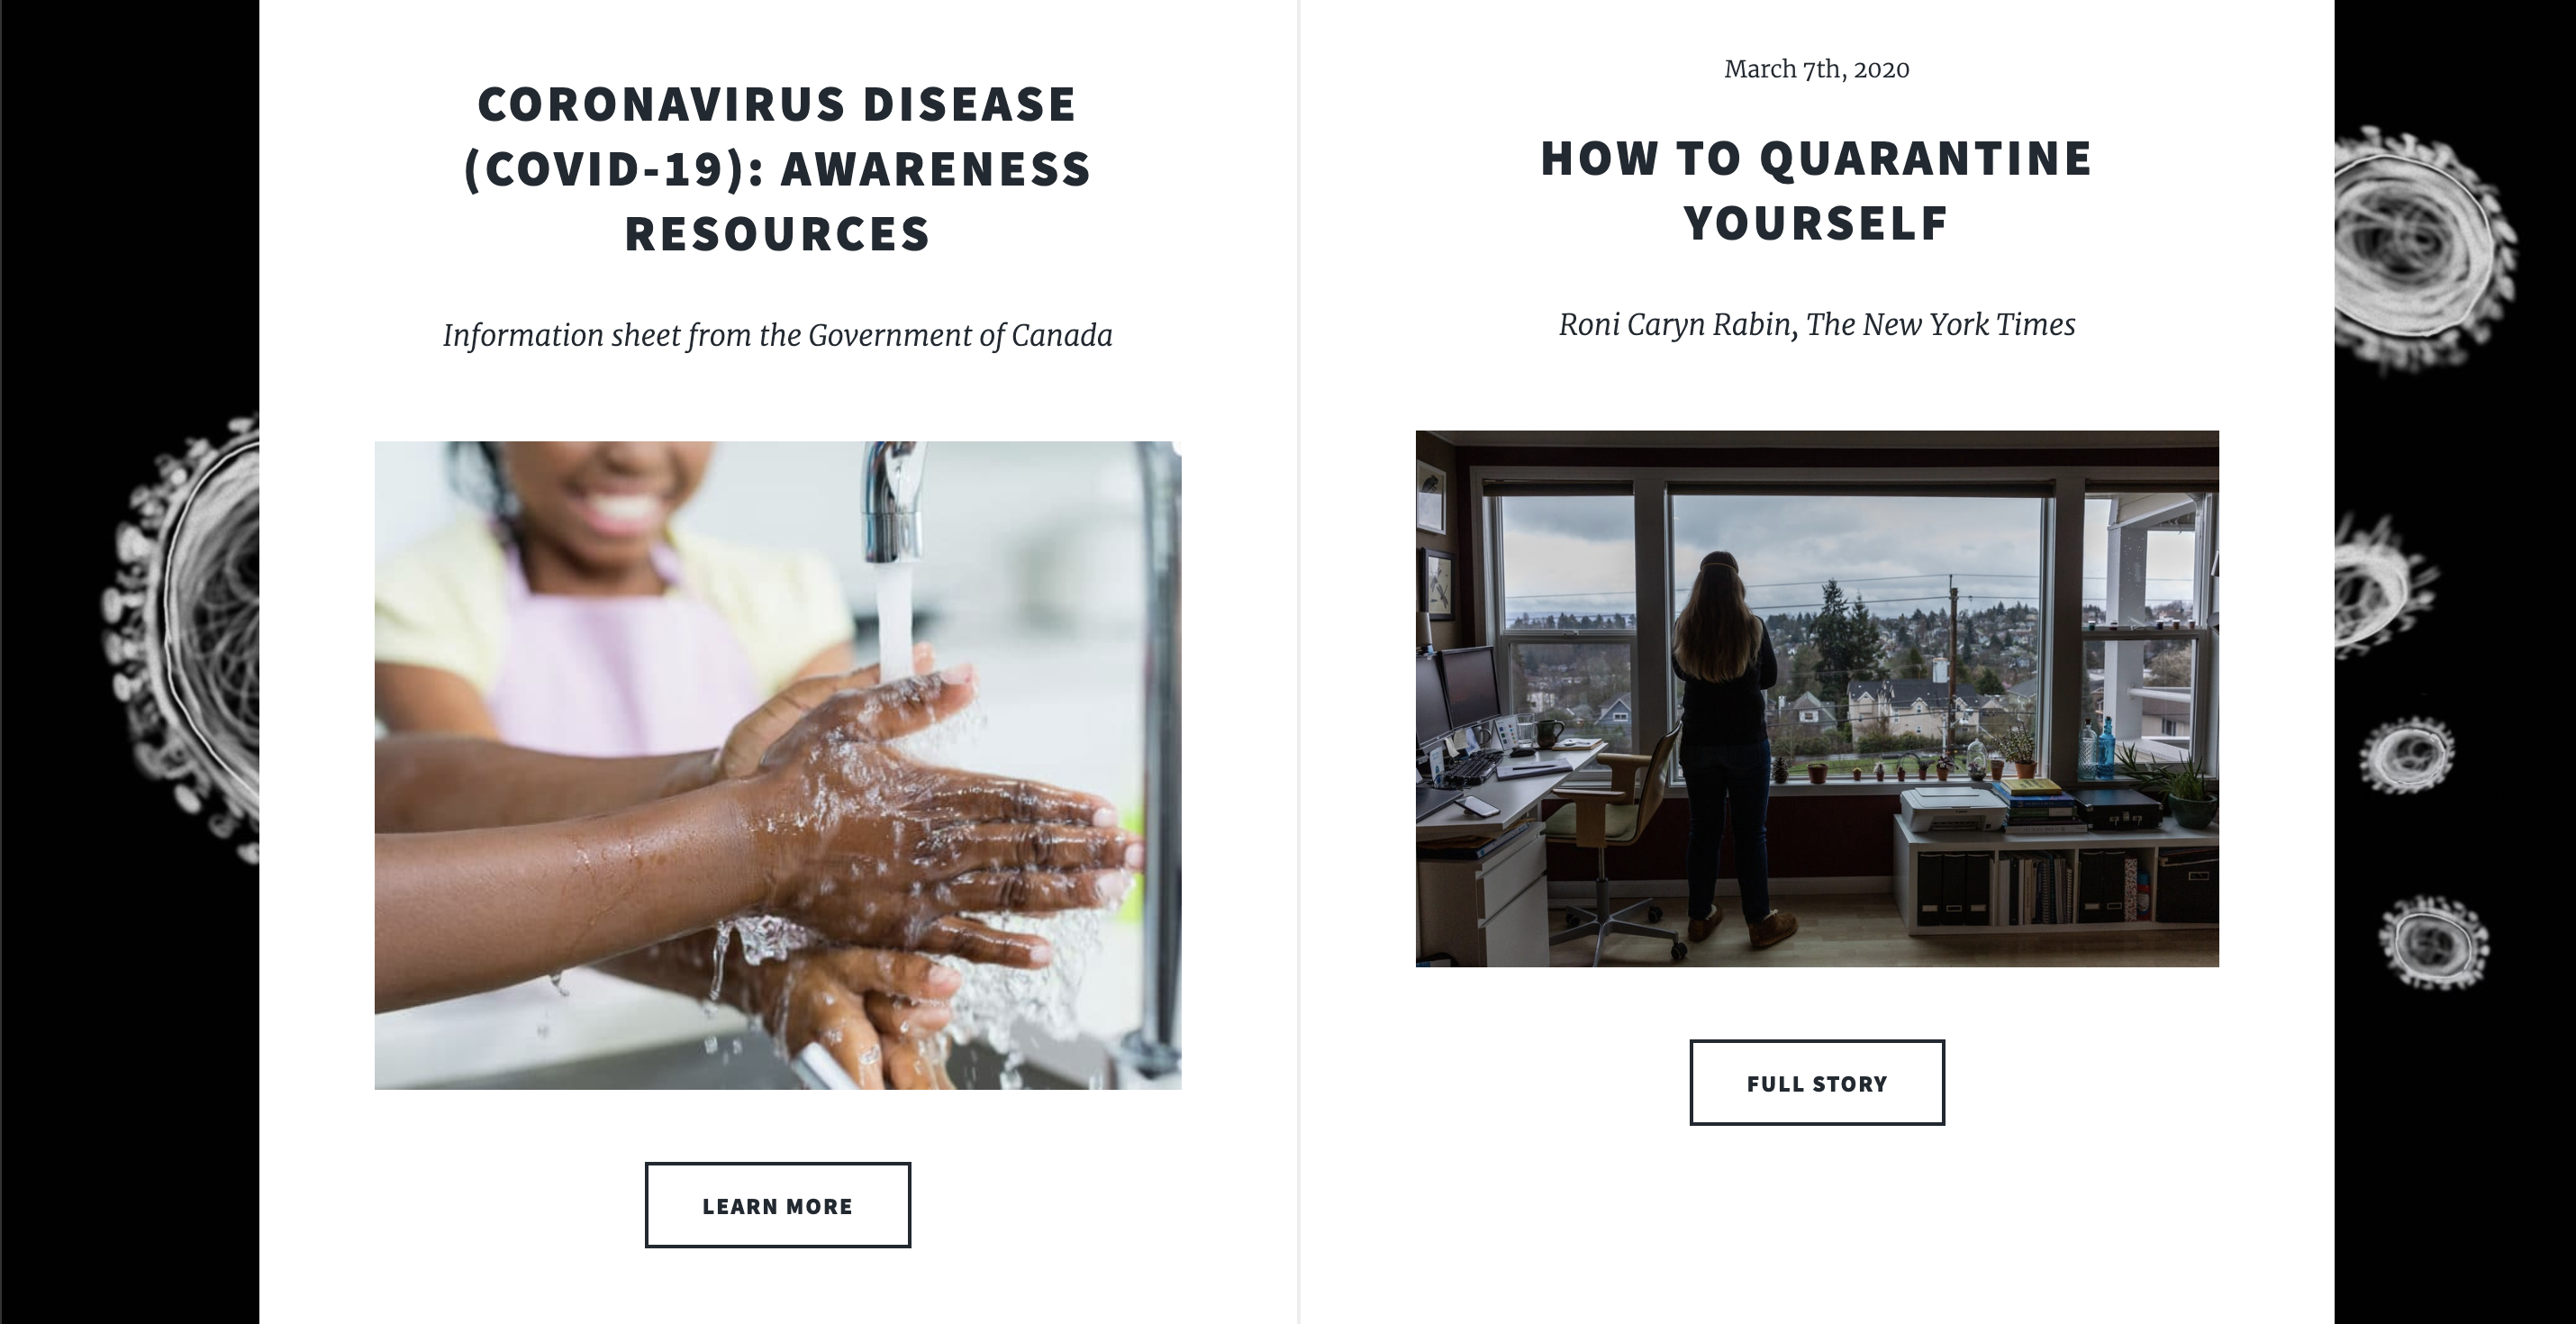 CORONAVIRUS DISEASE
(COVID-19): AWARENESS
RESOURCES
Information sheet from the Government of Canada
LEARN MORE
March 7th, 2020
HOW TO QUARANTINE
YOURSELF
Roni Caryn Rabin, The New York Times
FULL STORY